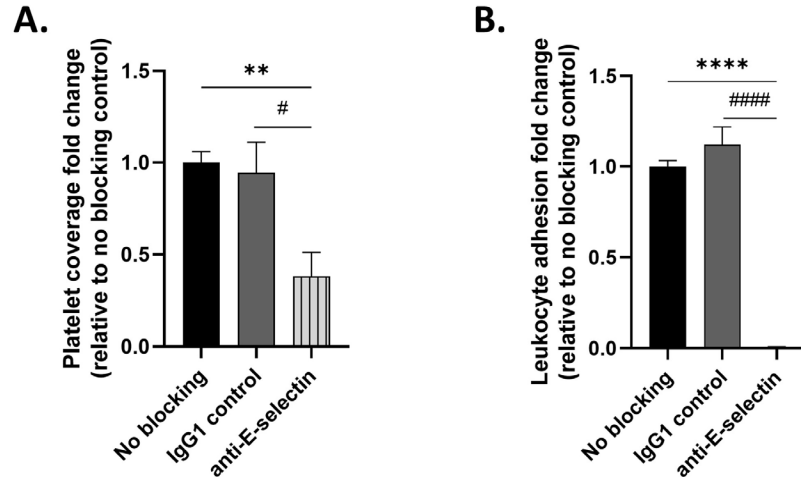 A.
Platelet coverage fold change
(relative to no blocking control)
1.5
1.0
0.5
0.0
**
#
No blocking
IgG1 control
anti-E-selectin
B.
Leukocyte adhesion fold change
(relative to no blocking control)
1.5
1.0
0.5
0.0
****
####
No blocking
IgG1 control
anti-E-selectin